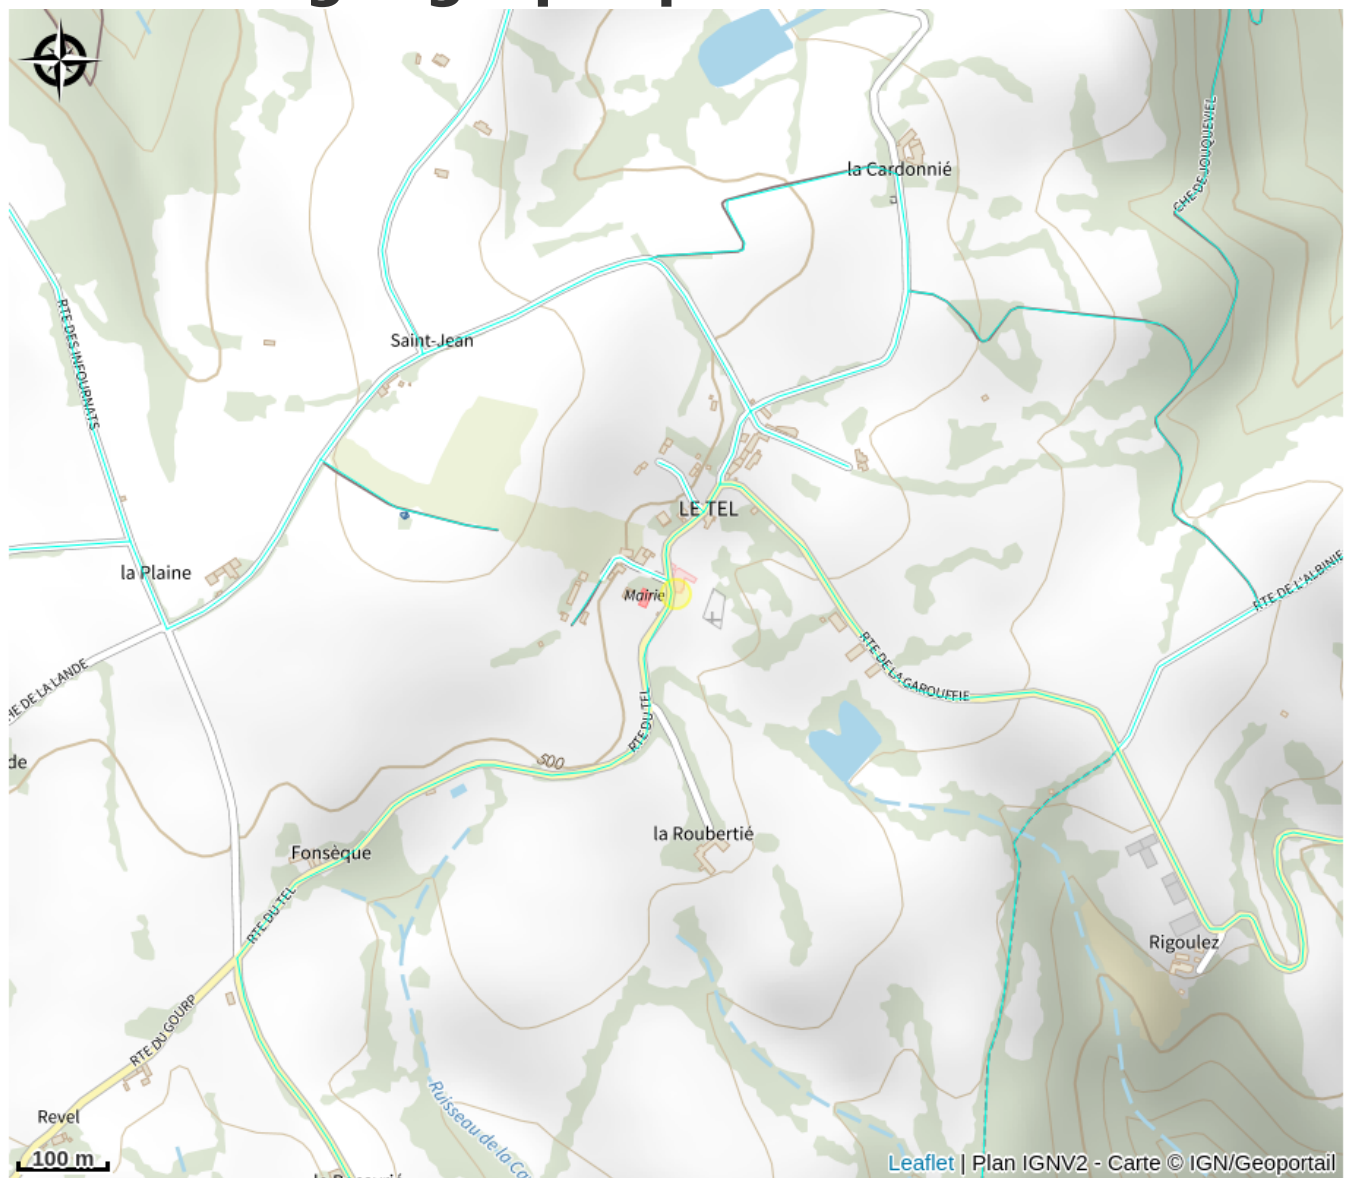 la Cardonnié
CHE DE JOUQUEVIEL
RTE DES INFOURNATS
Saint-Jean
LE TEL
la Plaine
Mairie
RTE DE L'ALBINIE
RTE DE LA GAROUFFIE
HE DE LA LANDE
RTE DU TEL
de
500
la Roubertié
Fonsèque
RTE DU TEL
Rigoulez
RTE DU GOURP
Ruisseau de la Ca
Revel
100 m
Leaflet | Plan IGNV2 - Carte © IGN/Geoportail